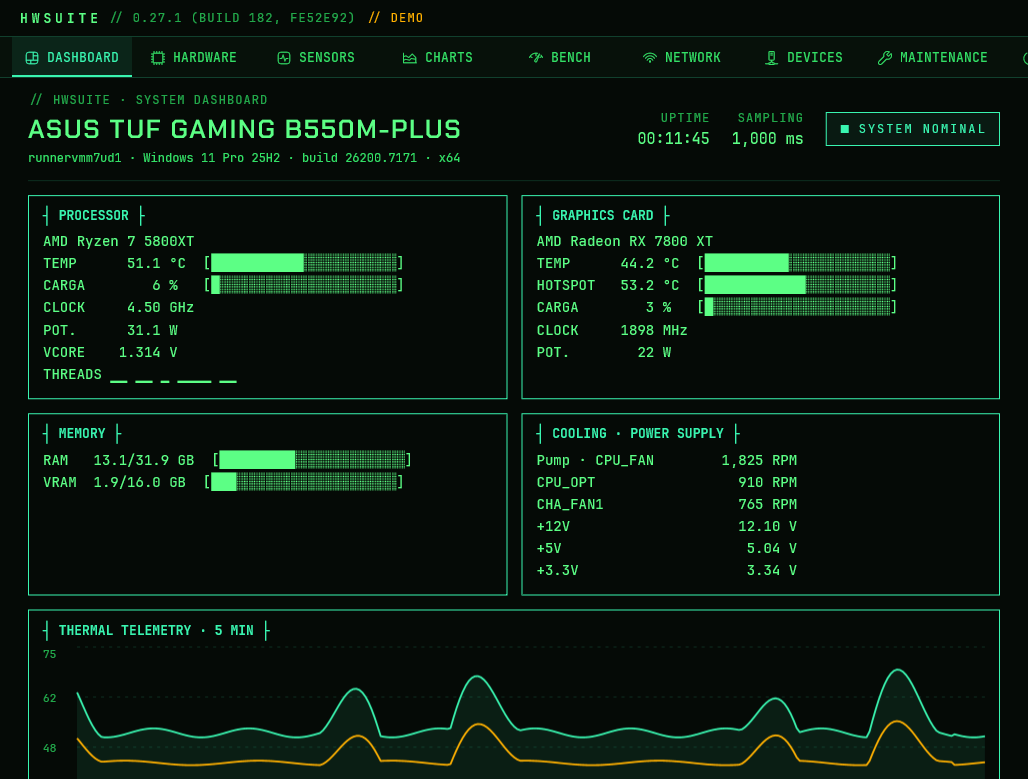 HWSUITE // 0.27.1 (BUILD 182, FE52E92) // DEMO
DASHBOARD HARDWARE SENSORS CHARTS BENCH NETWORK DEVICES MAINTENANCE
// HWSUITE · SYSTEM DASHBOARD
ASUS TUF GAMING B550M-PLUS
runnervmm7ud1 · Windows 11 Pro 25H2 · build 26200.7171 · x64
UPTIME SAMPLING
00:11:45 1,000 ms
■ SYSTEM NOMINAL
┤ PROCESSOR ├
AMD Ryzen 7 5800XT
TEMP 51.1 °C
CARGA 6 %
CLOCK 4.50 GHz
POT. 31.1 W
VCORE 1.314 V
THREADS
┤ GRAPHICS CARD ├
AMD Radeon RX 7800 XT
TEMP 44.2 °C
HOTSPOT 53.2 °C
CARGA 3 %
CLOCK 1898 MHz
POT. 22 W
┤ MEMORY ├
RAM 13.1/31.9 GB
VRAM 1.9/16.0 GB
┤ COOLING · POWER SUPPLY ├
Pump · CPU_FAN 1,825 RPM
CPU_OPT 910 RPM
CHA_FAN1 765 RPM
+12V 12.10 V
+5V 5.04 V
+3.3V 3.34 V
┤ THERMAL TELEMETRY · 5 MIN ├
75
62
48